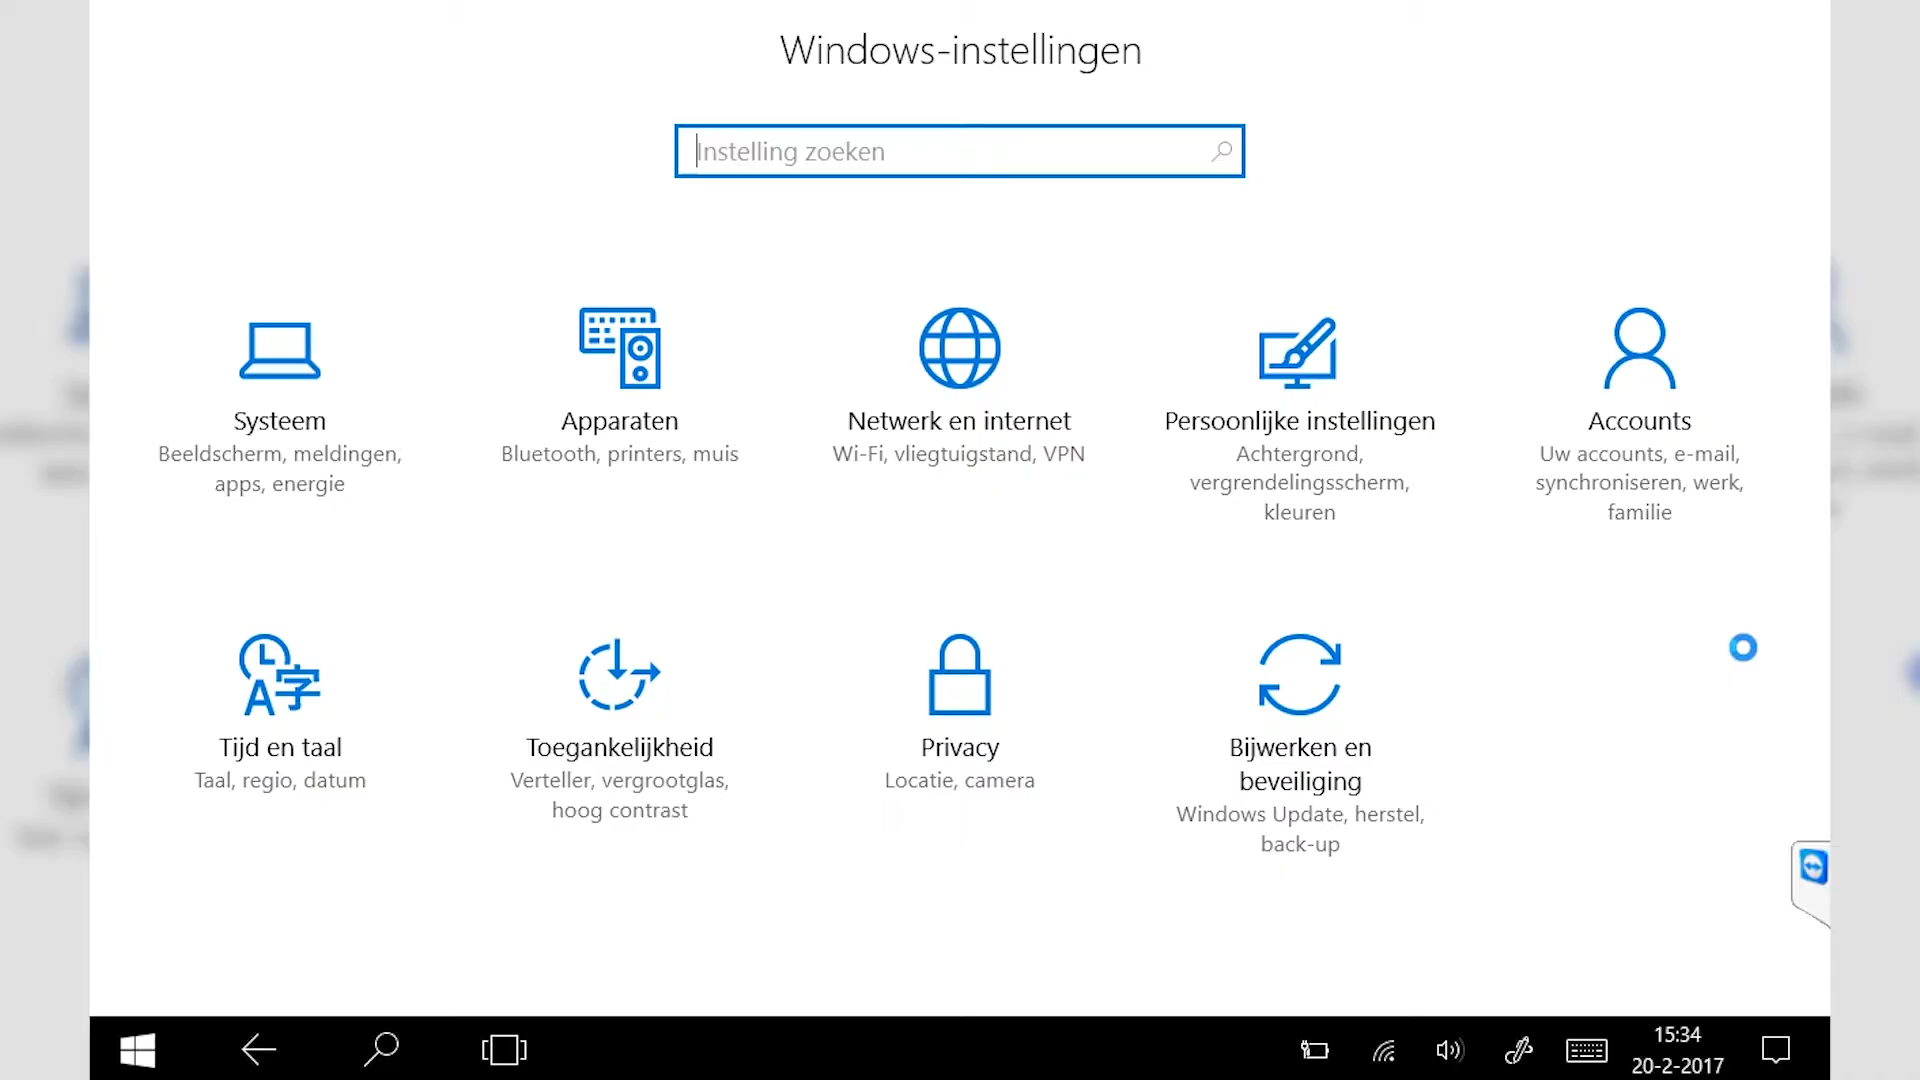 Windows-instellingen
Instelling zoeken
Systeem
Beeldscherm, meldingen,
apps, energie
Apparaten
Bluetooth, printers, muis
Netwerk en internet
Wi-Fi, vliegtuigstand, VPN
Persoonlijke instellingen
Achtergrond,
vergrendelingsscherm,
kleuren
Accounts
Uw accounts, e-mail,
synchroniseren, werk,
familie
Tijd en taal
Taal, regio, datum
Toegankelijkheid
Verteller, vergrootglas,
hoog contrast
Privacy
Locatie, camera
Bijwerken en
beveiliging
Windows Update, herstel,
back-up
15:34
20-2-2017